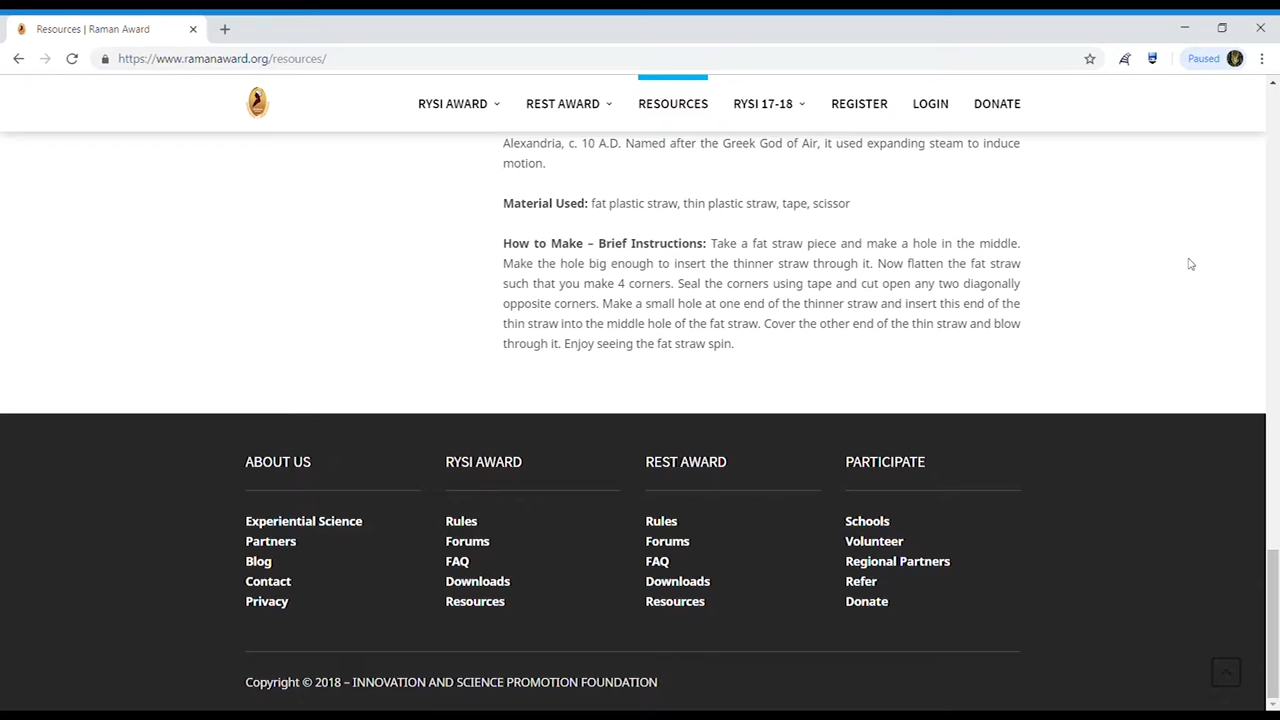 Resources | Raman Award
https://www.ramanaward.org/resources/
Paused
RYSI AWARD
REST AWARD
RESOURCES
RYSI 17-18
REGISTER
LOGIN
DONATE
Alexandria, c. 10 A.D. Named after the Greek God of Air, it used expanding steam to induce
motion.
Material Used: fat plastic straw, thin plastic straw, tape, scissor
How to Make – Brief Instructions: Take a fat straw piece and make a hole in the middle.
Make the hole big enough to insert the thinner straw through it. Now flatten the fat straw
such that you make 4 corners. Seal the corners using tape and cut open any two diagonally
opposite corners. Make a small hole at one end of the thinner straw and insert this end of the
thin straw into the middle hole of the fat straw. Cover the other end of the thin straw and blow
through it. Enjoy seeing the fat straw spin.
ABOUT US
Experiential Science
Partners
Blog
Contact
Privacy
RYSI AWARD
Rules
Forums
FAQ
Downloads
Resources
REST AWARD
Rules
Forums
FAQ
Downloads
Resources
PARTICIPATE
Schools
Volunteer
Regional Partners
Refer
Donate
Copyright © 2018 – INNOVATION AND SCIENCE PROMOTION FOUNDATION